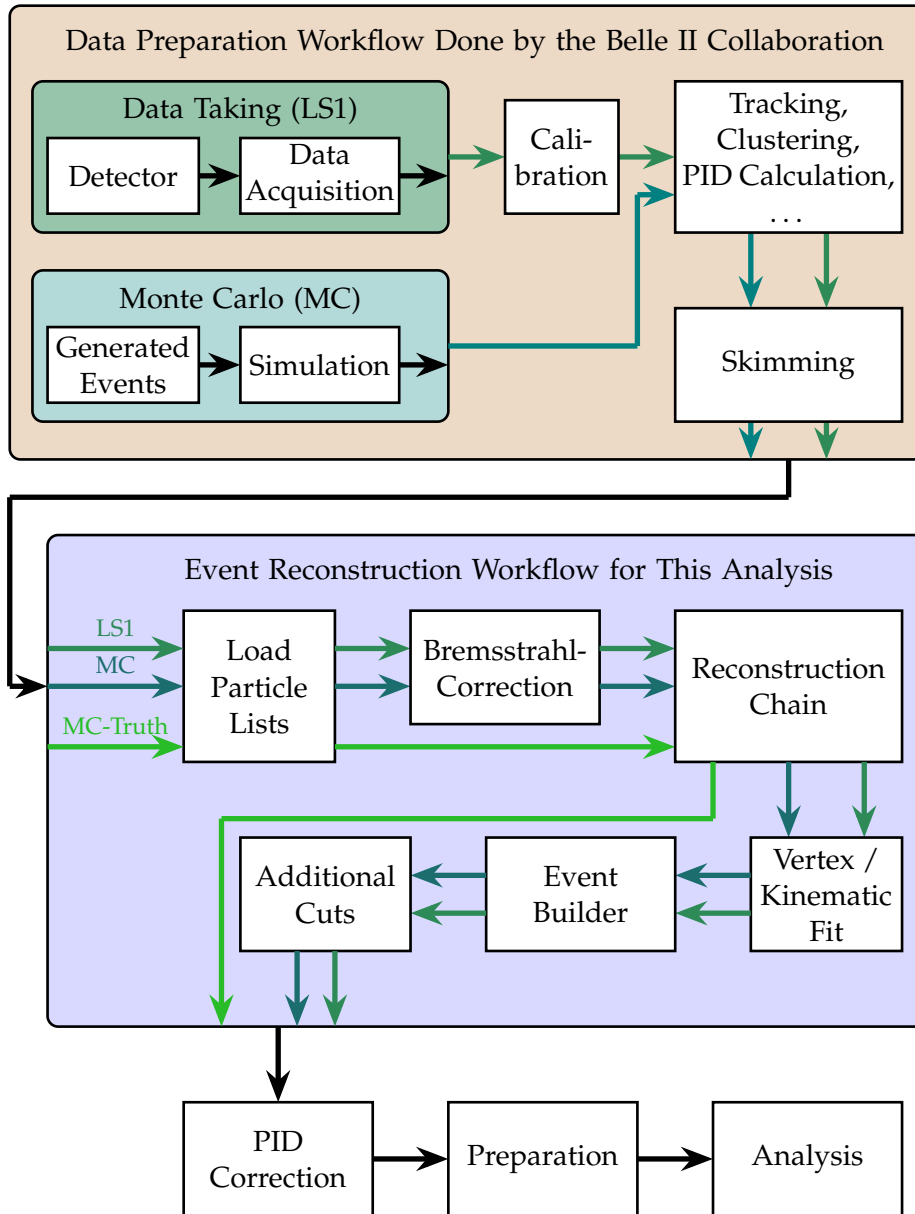 Data Preparation Workflow Done by the Belle II Collaboration
Data Taking (LS1)
Detector
Data
Acquisition
Cali-
bration
Tracking,
Clustering,
PID Calculation,
...
Monte Carlo (MC)
Generated
Events
Simulation
Skimming
Event Reconstruction Workflow for This Analysis
LS1
MC
MC-Truth
Load
Particle
Lists
Bremsstrahl-
Correction
Reconstruction
Chain
Additional
Cuts
Event
Builder
Vertex /
Kinematic
Fit
PID
Correction
Preparation
Analysis